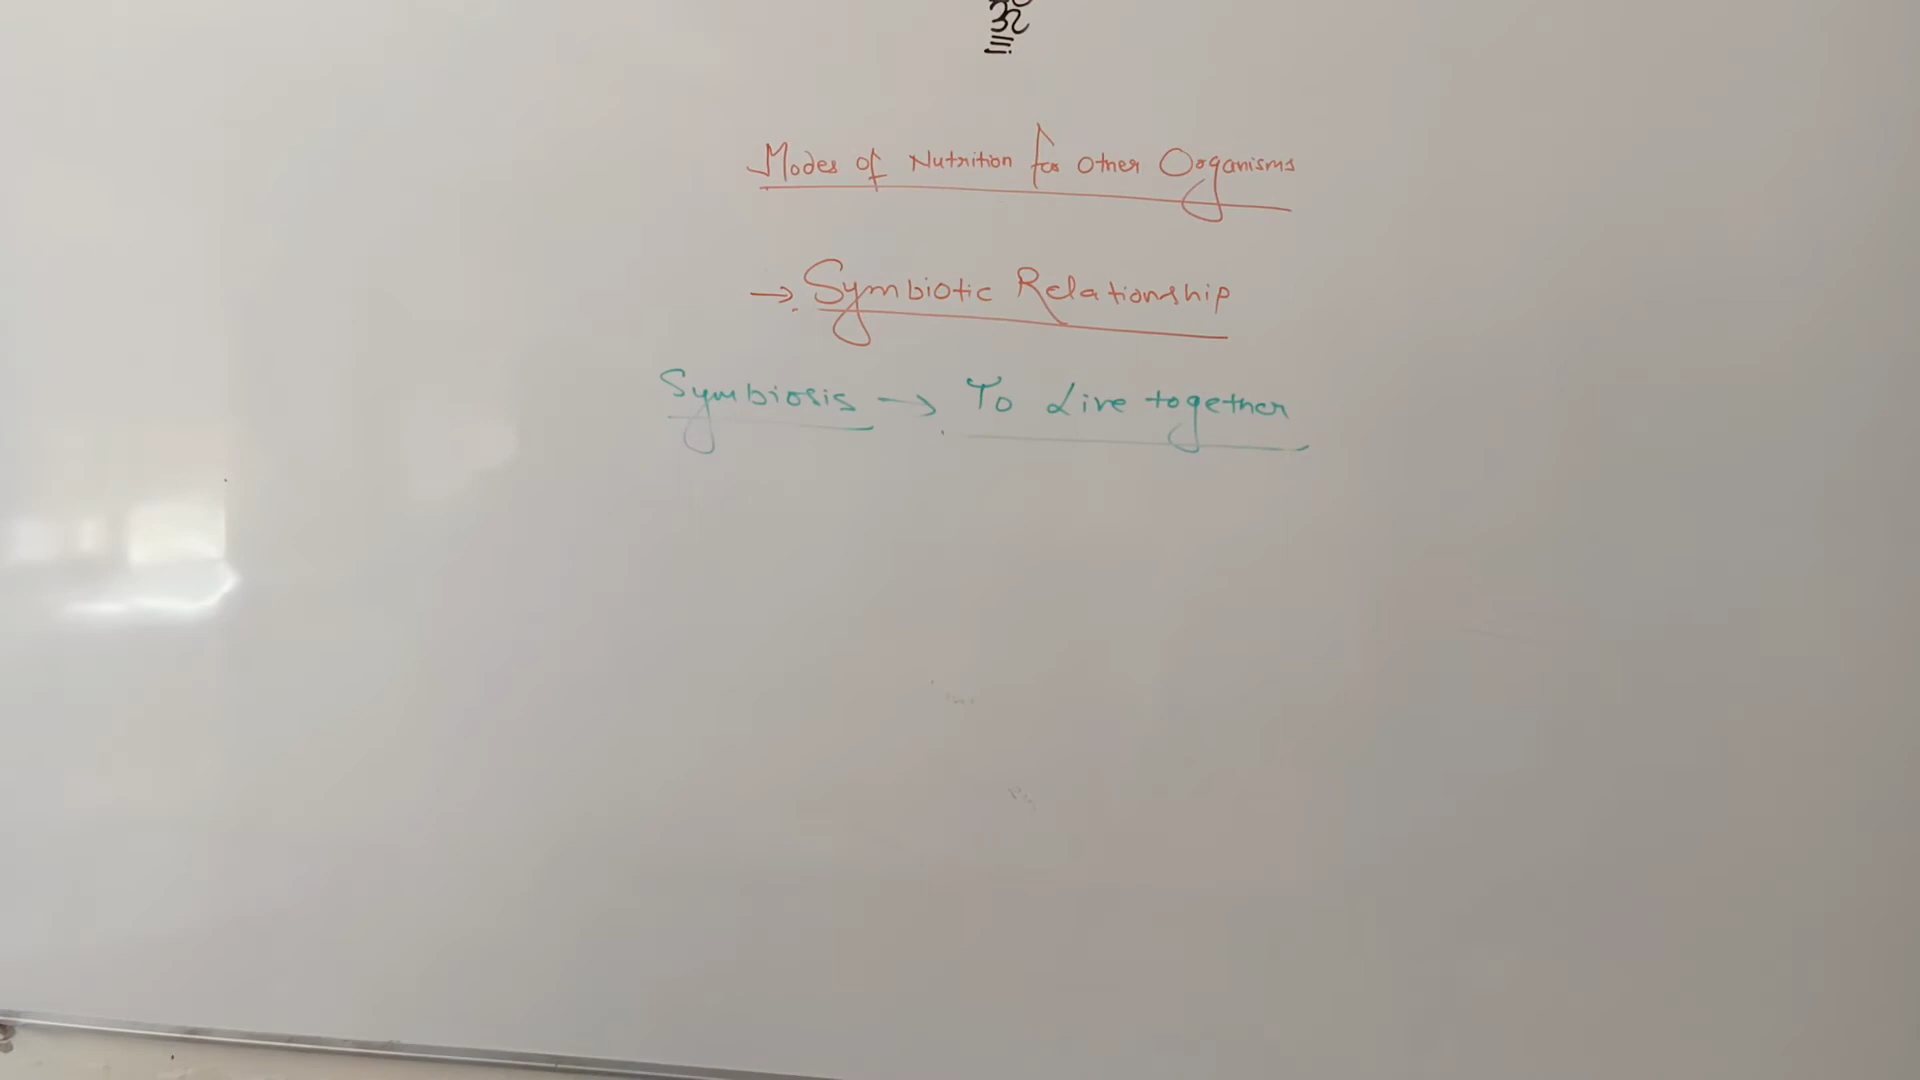 Modes of Nutrition for other Organisms
→ Symbiotic Relationship
Symbiosis → To Live together